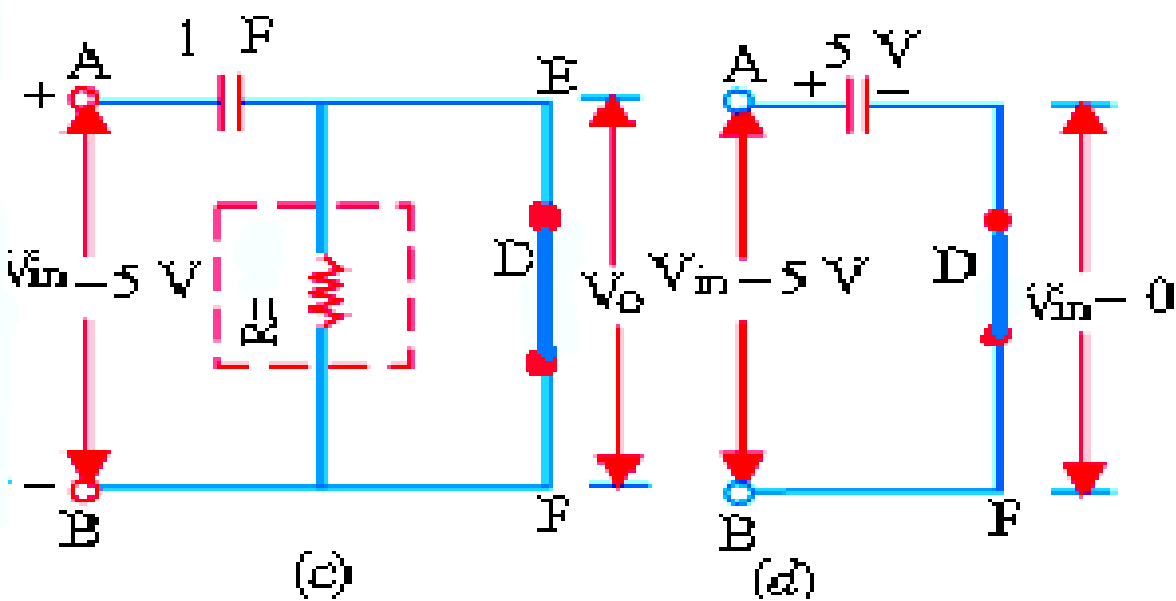 1 F
A
E
+
Vin – 5 V
R
D
Vo
–
B
F
(c)
5 V
A
+ –
Vin – 5 V
D
Vin – 0
B
F
(d)